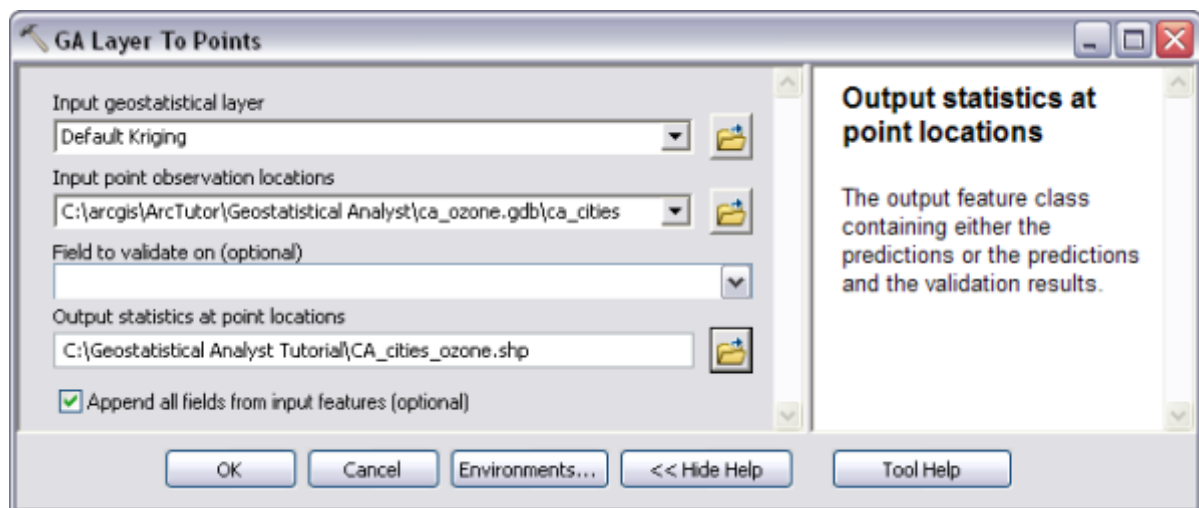 GA Layer To Points
Input geostatistical layer
Default Kriging
Input point observation locations
C:\arcgis\ArcTutor\Geostatistical Analyst\ca_ozone.gdb\ca_cities
Field to validate on (optional)
Output statistics at point locations
C:\Geostatistical Analyst Tutorial\CA_cities_ozone.shp
Append all fields from input features (optional)
Output statistics at
point locations
The output feature class
containing either the
predictions or the predictions
and the validation results.
OK
Cancel
Environments...
<< Hide Help
Tool Help